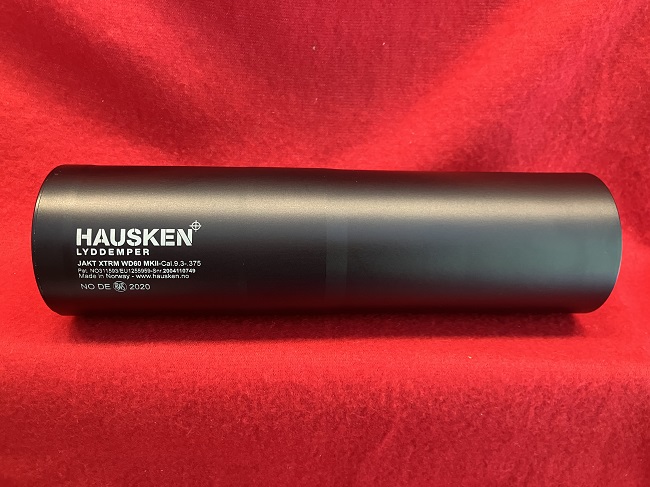 HAUSKEN
LYDDEMPER
JAKT XTRM WD60 MKII-Cal.9.3-.375
Pat. NO311593/EU1255959-Snr.2004110749
Made in Norway - www.hausken.no
NO DE 2020